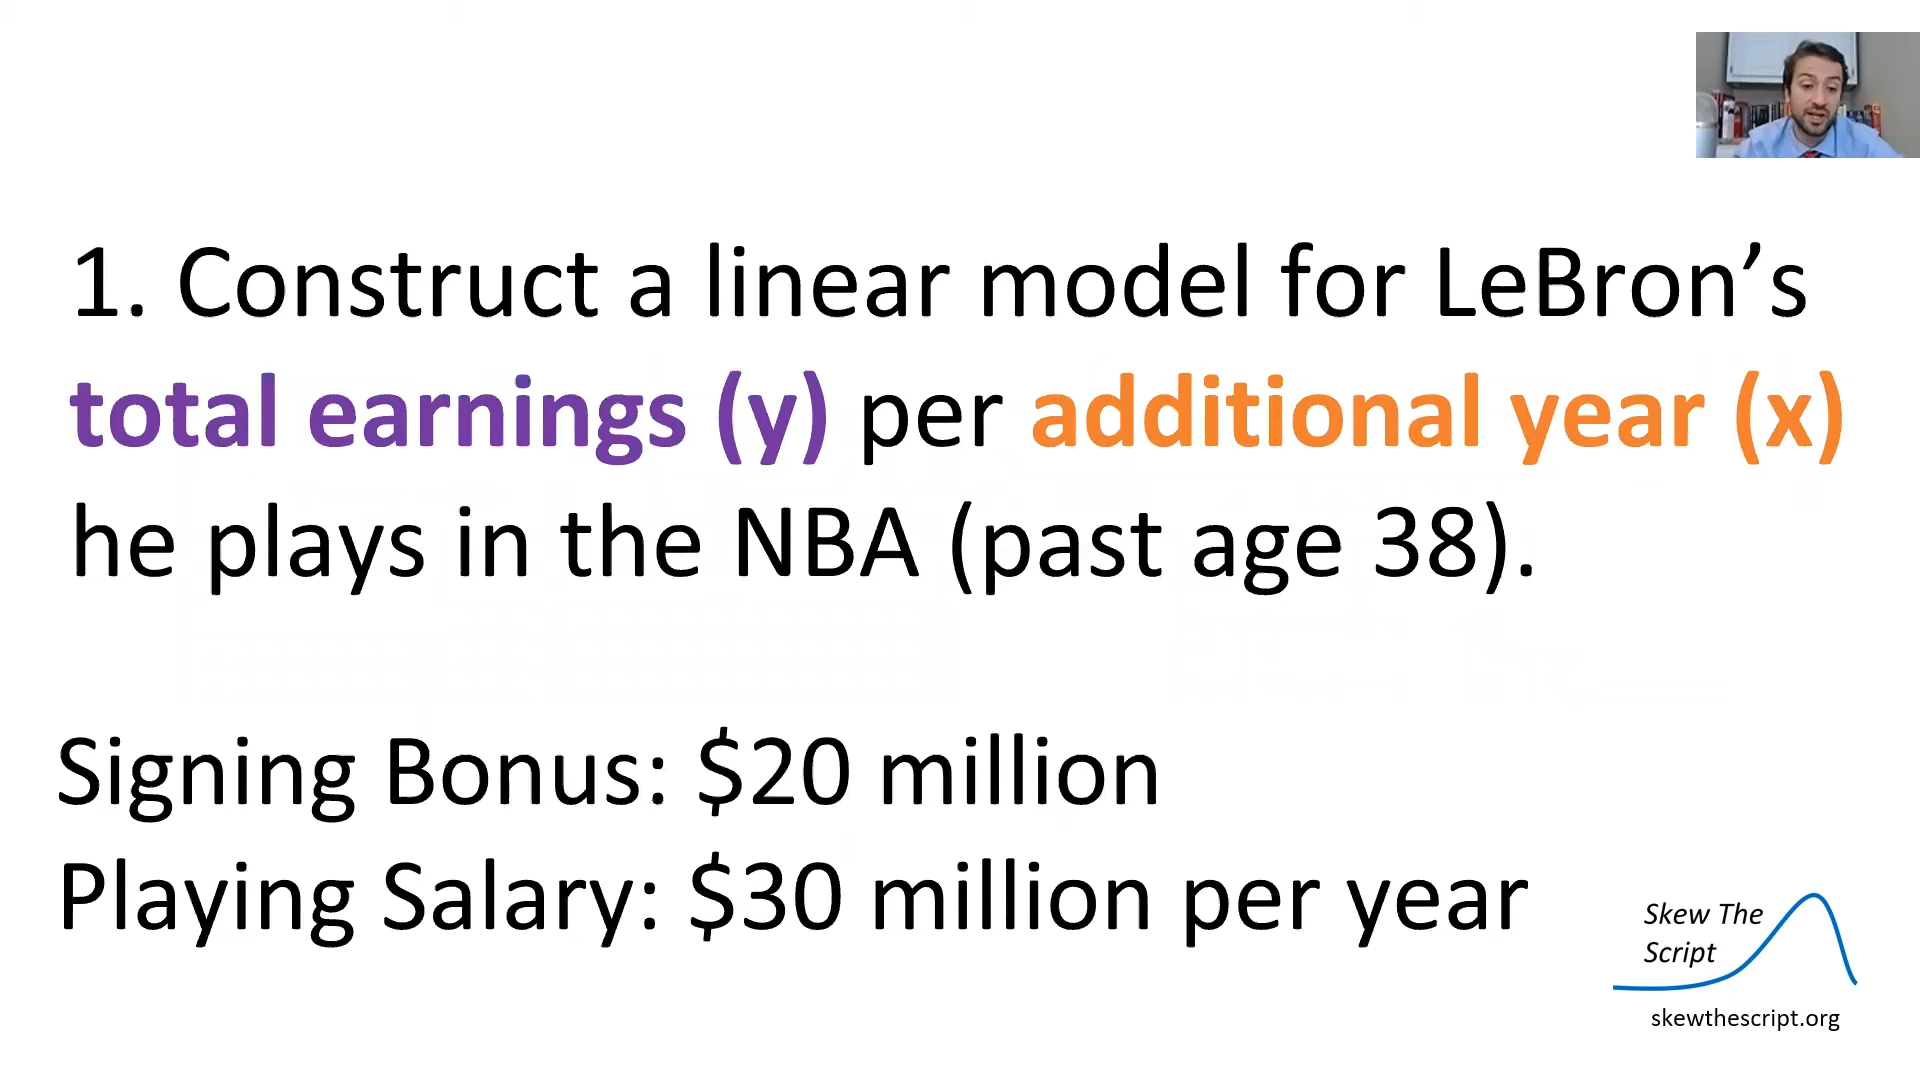 1. Construct a linear model for LeBron’s
total earnings (y) per additional year (x)
he plays in the NBA (past age 38).
Signing Bonus: $20 million
Playing Salary: $30 million per year
Skew The
Script
skewthescript.org